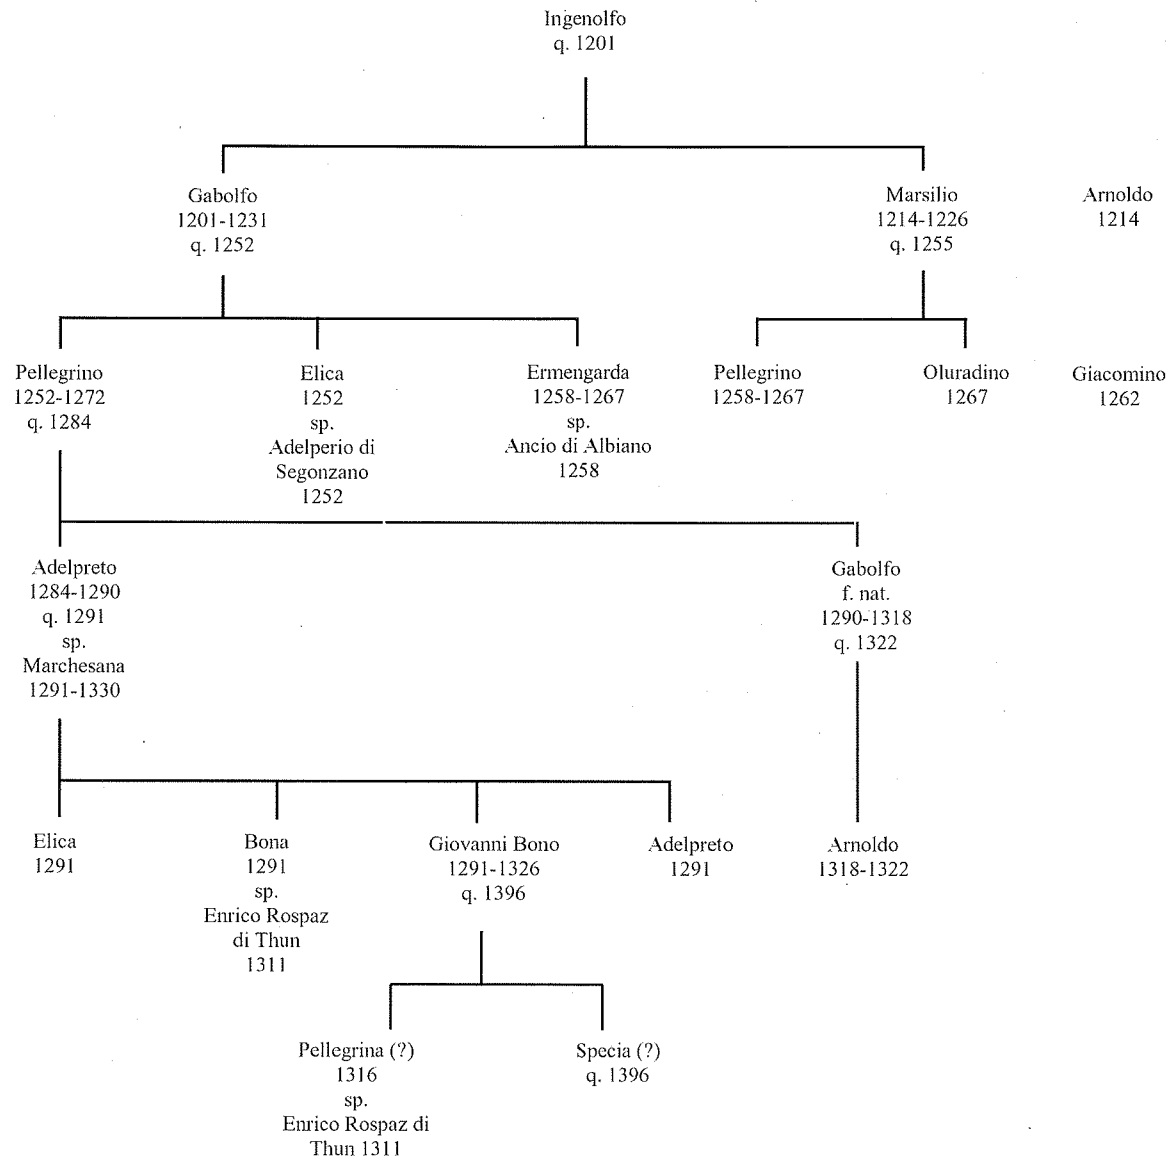 Ingenolfo
q. 1201
Gabolfo
1201-1231
q. 1252
Marsilio
1214-1226
q. 1255
Arnoldo
1214
Pellegrino
1252-1272
q. 1284
Elica
1252
sp.
Adelperio di
Segonzano
1252
Ermengarda
1258-1267
sp.
Ancio di Albiano
1258
Pellegrino
1258-1267
Oluradino
1267
Giacomino
1262
Adelpreto
1284-1290
q. 1291
sp.
Marchesana
1291-1330
Gabolfo
f. nat.
1290-1318
q. 1322
Elica
1291
Bona
1291
sp.
Enrico Rospaz
di Thun
1311
Giovanni Bono
1291-1326
q. 1396
Adelpreto
1291
Arnoldo
1318-1322
Pellegrina (?)
1316
sp.
Enrico Rospaz di
Thun 1311
Specia (?)
q. 1396